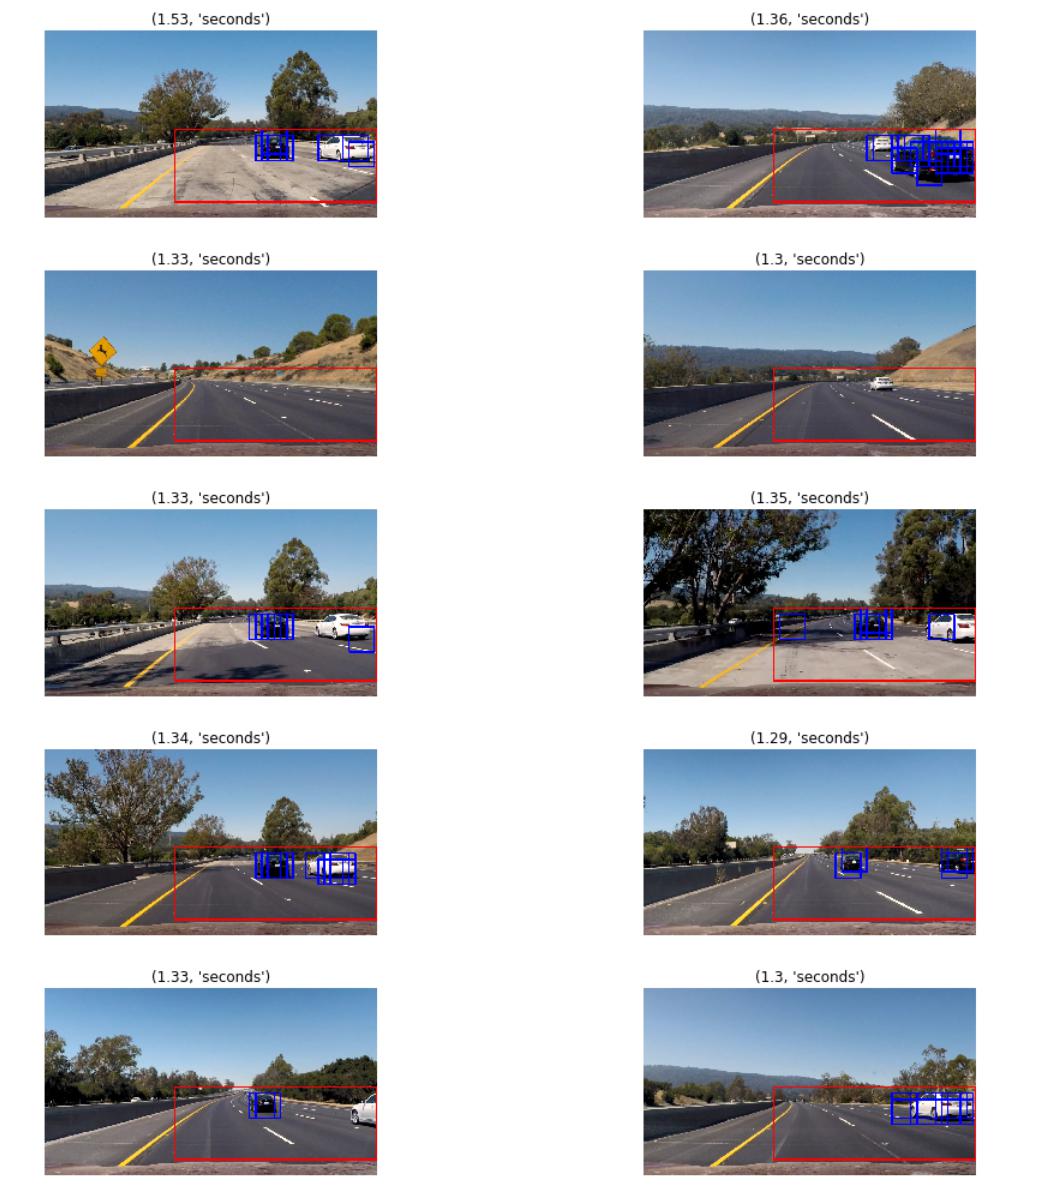 (1.53, 'seconds')
(1.36, 'seconds')
(1.33, 'seconds')
(1.3, 'seconds')
(1.33, 'seconds')
(1.35, 'seconds')
(1.34, 'seconds')
(1.29, 'seconds')
(1.33, 'seconds')
(1.3, 'seconds')